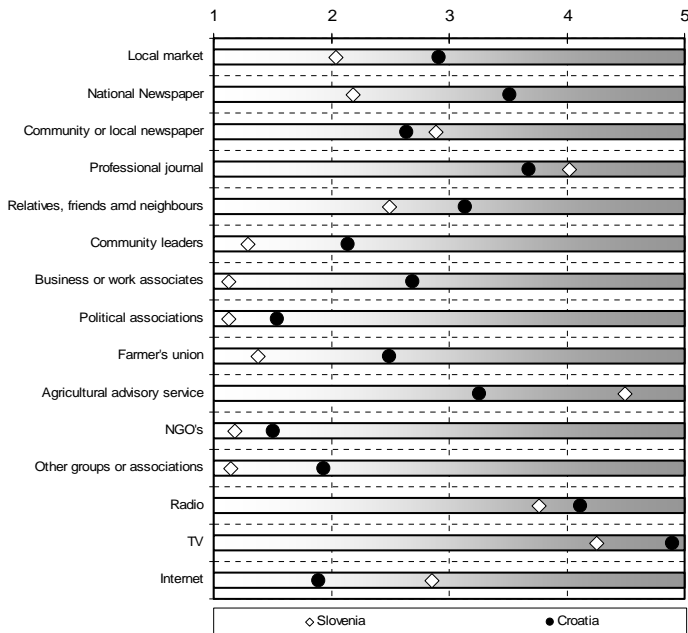 1 2 3 4 5
Local market
National Newspaper
Community or local newspaper
Professional journal
Relatives, friends amd neighbours
Community leaders
Business or work associates
Political associations
Farmer's union
Agricultural advisory service
NGO's
Other groups or associations
Radio
TV
Internet
Slovenia Croatia